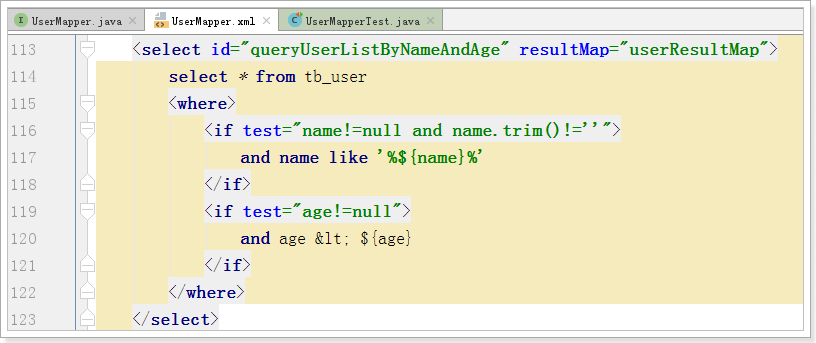 UserMapper.java × UserMapper.xml × UserMapperTest.java ×
113 <select id="queryUserListByNameAndAge" resultMap="userResultMap">
114 select * from tb_user
115 <where>
116 <if test="name!=null and name.trim()!=''">
117 and name like '%${name}%'
118 </if>
119 <if test="age!=null">
120 and age &lt; ${age}
121 </if>
122 </where>
123 </select>